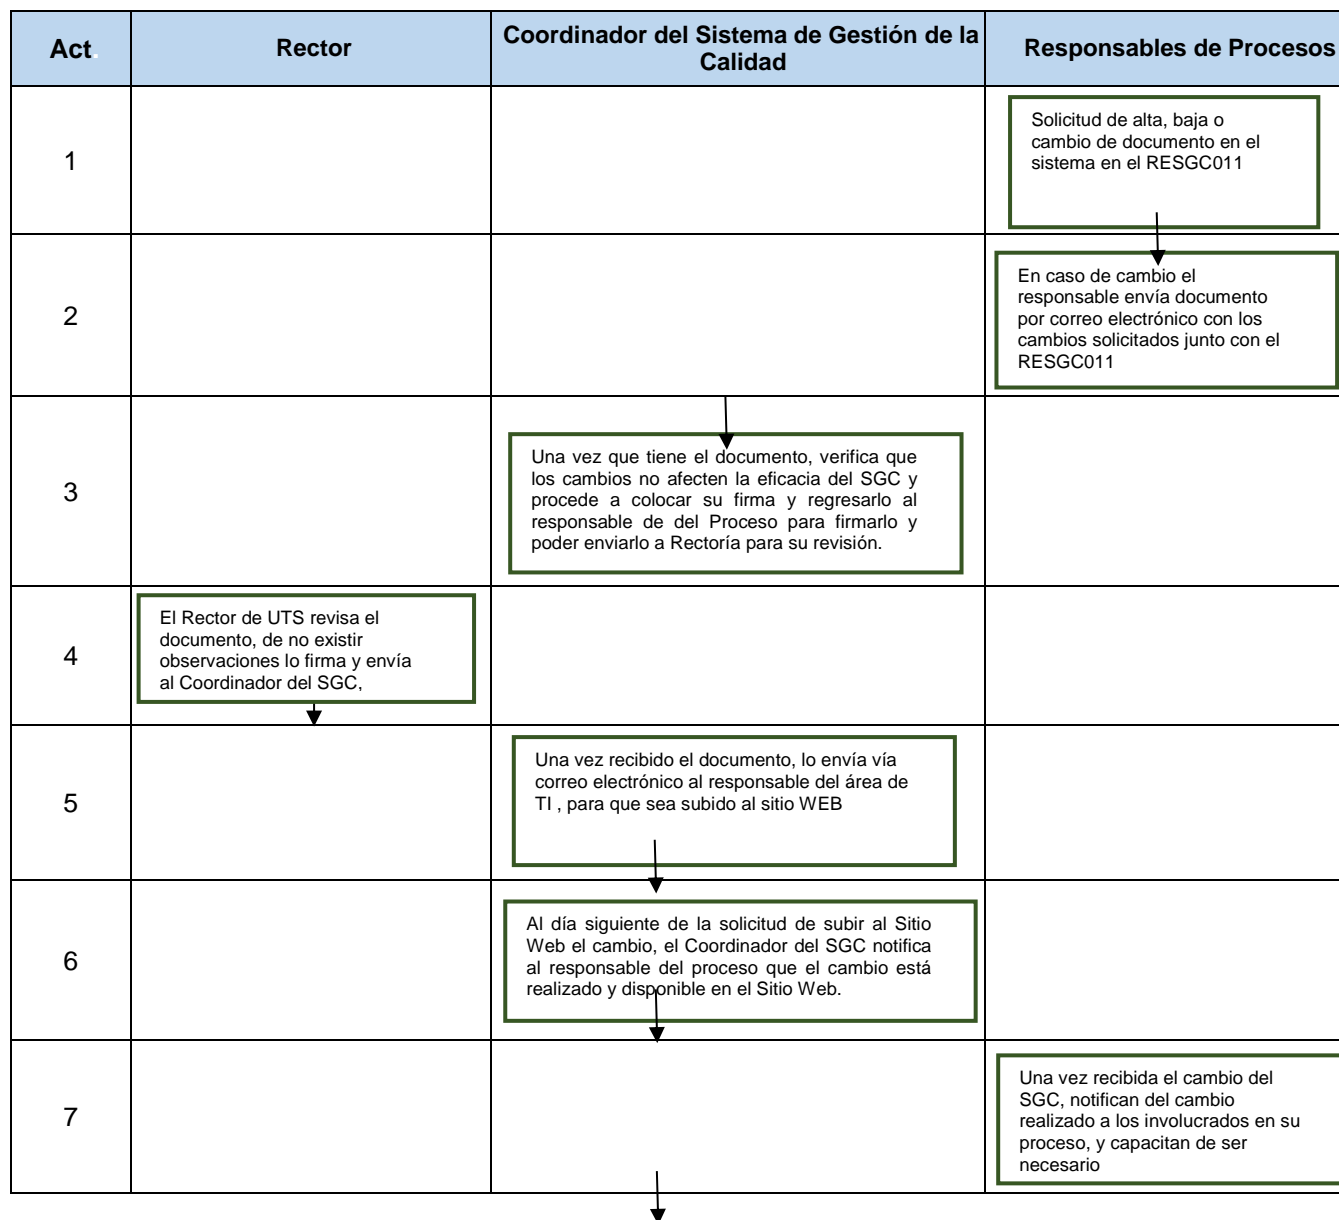 Act.
Rector
Coordinador del Sistema de Gestión de la
Calidad
Responsables de Procesos
1
Solicitud de alta, baja o
cambio de documento en el
sistema en el RESGC011
2
En caso de cambio el
responsable envía documento
por correo electrónico con los
cambios solicitados junto con el
RESGC011
3
Una vez que tiene el documento, verifica que
los cambios no afecten la eficacia del SGC y
procede a colocar su firma y regresarlo al
responsable de del Proceso para firmarlo y
poder enviarlo a Rectoría para su revisión.
4
El Rector de UTS revisa el
documento, de no existir
observaciones lo firma y envía
al Coordinador del SGC,
5
Una vez recibido el documento, lo envía vía
correo electrónico al responsable del área de
TI , para que sea subido al sitio WEB
6
Al día siguiente de la solicitud de subir al Sitio
Web el cambio, el Coordinador del SGC notifica
al responsable del proceso que el cambio está
realizado y disponible en el Sitio Web.
7
Una vez recibida el cambio del
SGC, notifican del cambio
realizado a los involucrados en su
proceso, y capacitan de ser
necesario